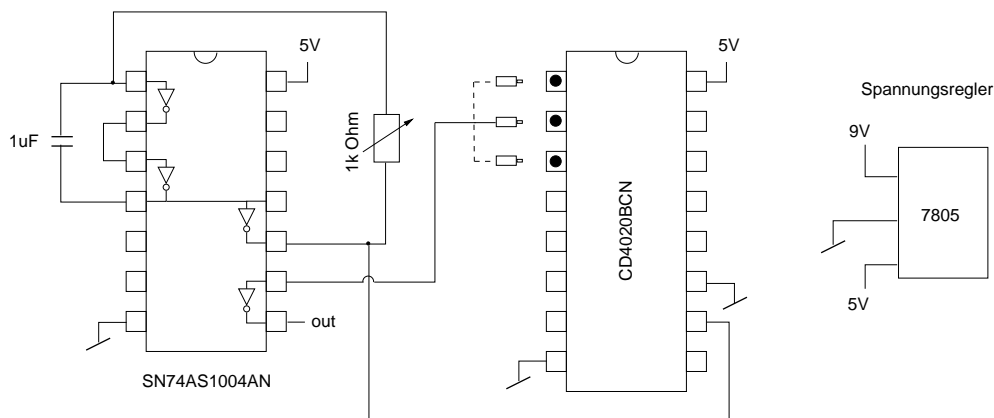 5V
5V
Spannungsregler
1uF
1k Ohm
9V
CD4020BCN
7805
5V
out
SN74AS1004AN